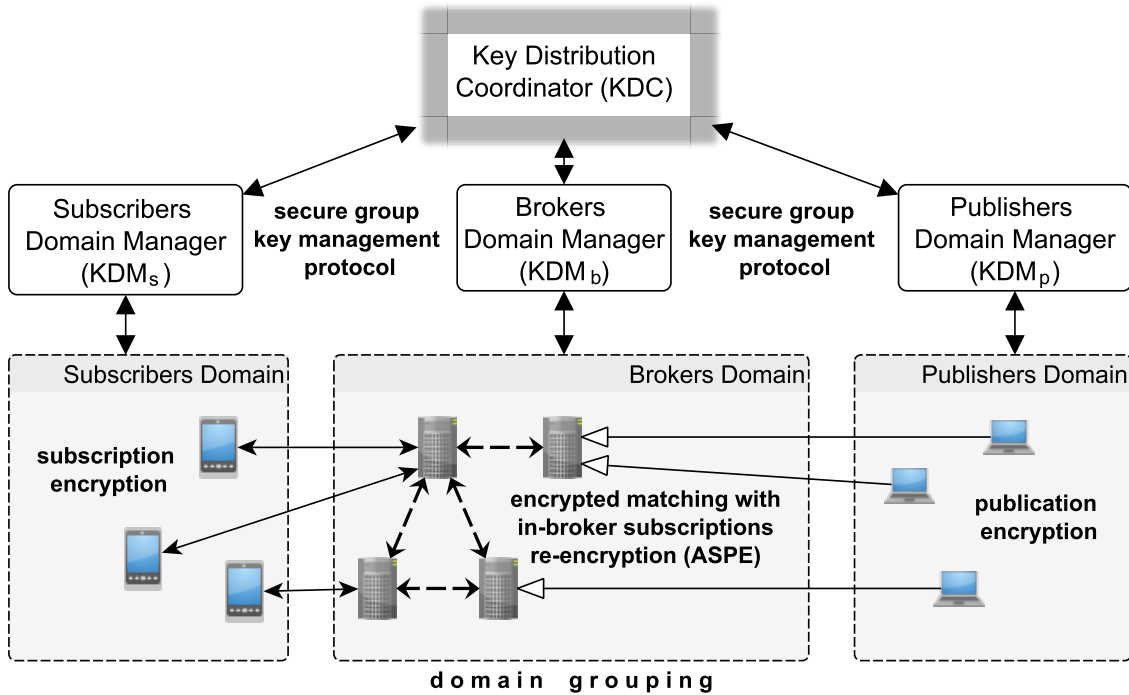 Key Distribution
Coordinator (KDC)
Subscribers
Domain Manager
(KDMs)
secure group
key management
protocol
Brokers
Domain Manager
(KDM b)
secure group
key management
protocol
Publishers
Domain Manager
(KDMp)
Subscribers Domain
Brokers Domain
Publishers Domain
subscription
encryption
encrypted matching with
in-broker subscriptions
re-encryption (ASPE)
publication
encryption
domain grouping